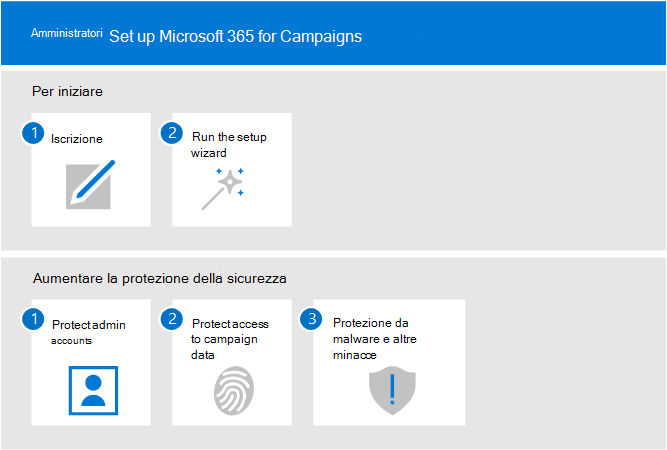 Amministratori Set up Microsoft 365 for Campaigns
Per iniziare
1 Iscrizione
2 Run the setup
wizard
Aumentare la protezione della sicurezza
1 Protect admin
accounts
2 Protect access
to campaign
data
3 Protezione da
malware e altre
minacce